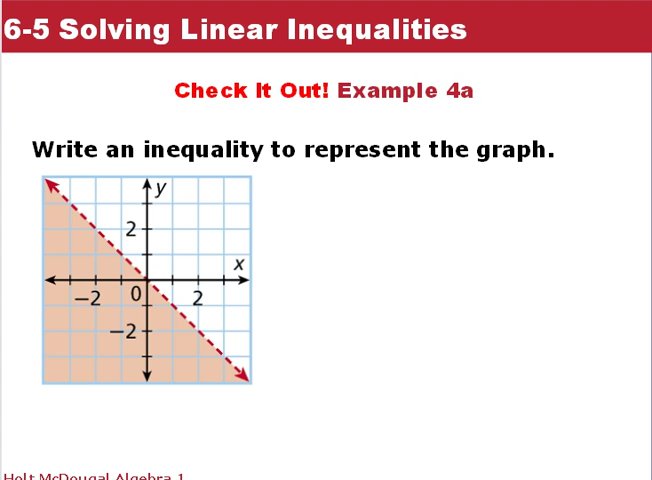 6-5 Solving Linear Inequalities
Check It Out! Example 4a
Write an inequality to represent the graph.
y
2
x
−2 0 2
−2
Holt McDougal Algebra 1